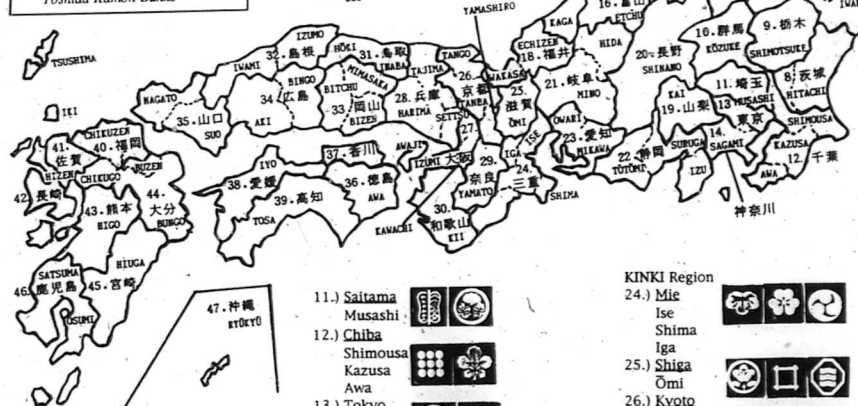 Yoshida Kamon Banks
YAMASHIRO
TSUSHIMA
IKI
IZUMO
32.島根
IWAMI
HŌKI
31.鳥取
INABA
TAJIMA
TANGO
26.京都
TANBA
WAKASA
ECHIZEN
18.福井
KAGA
16.富山
ETCHU
HIDA
20.長野
SHINANO
10.群馬
KŌZUKE
9.栃木
SHIMOTSUKE
8.茨城
HITACHI
NAGATO
35.山口
SUO
34.広島
BINGO
AKI
BITCHU
MIMASAKA
33.岡山
BIZEN
28.兵庫
HARIMA
SETTSU
27.
大阪
IZUMI
AWAJI
KAWACHI
25.滋賀
ŌMI
21.岐阜
MINO
OWARI
23.愛知
MIKAWA
KAI
19.山梨
11.埼玉
MUSASHI
13
東京
14.
SAGAMI
神奈川
SHIMOUSA
KAZUSA
12.千葉
AWA
22.静岡
TŌTŌMI
SURUGA
IZU
IGA
ISE
24.三重
SHIMA
29.奈良
YAMATO
30.和歌山
KII
37.香川
IYO
38.愛媛
36.徳島
AWA
39.高知
TOSA
41.佐賀
HIZEN
CHIKUZEN
40.福岡
CHIKUGO
BUZEN
42.長崎
43.熊本
HIGO
44.大分
BUNGO
HIUGA
45.宮崎
SATSUMA
46.鹿児島
ŌSUMI
47.沖縄
RYŪKYŪ
11.) Saitama
Musashi
12.) Chiba
Shimousa
Kazusa
Awa
13.) Tokyo
KINKI Region
24.) Mie
Ise
Shima
Iga
25.) Shiga
Ōmi
26.) Kyoto